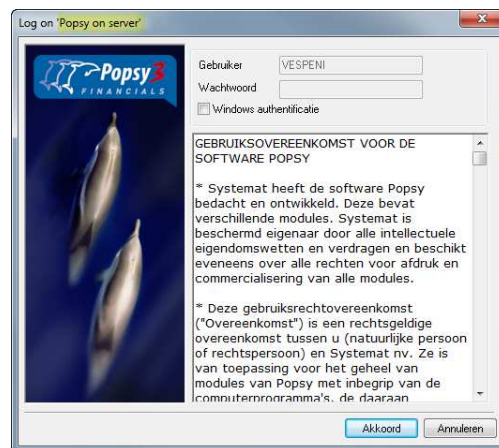 Log on 'Popsy on server'
Popsy3
FINANCIALS
Gebruiker VESPENI
Wachtwoord
Windows authentificatie
GEBRUIKSOVEREENKOMST VOOR DE
SOFTWARE POPSY
* Systemat heeft de software Popsy
bedacht en ontwikkeld. Deze bevat
verschillende modules. Systemat is
beschermd eigenaar door alle intellectuele
eigendomswetten en verdragen en beschikt
eveneens over alle rechten voor afdruk en
commercialisering van alle modules.
* Deze gebruiksrechtovereenkomst
("Overeenkomst") is een rechtsgeldige
overeenkomst tussen u (natuurlijke persoon
of rechtspersoon) en Systemat nv. Ze is
van toepassing voor het geheel van
modules van Popsy met inbegrip van de
computerprogramma's, de daaraan
Akkoord Annuleren